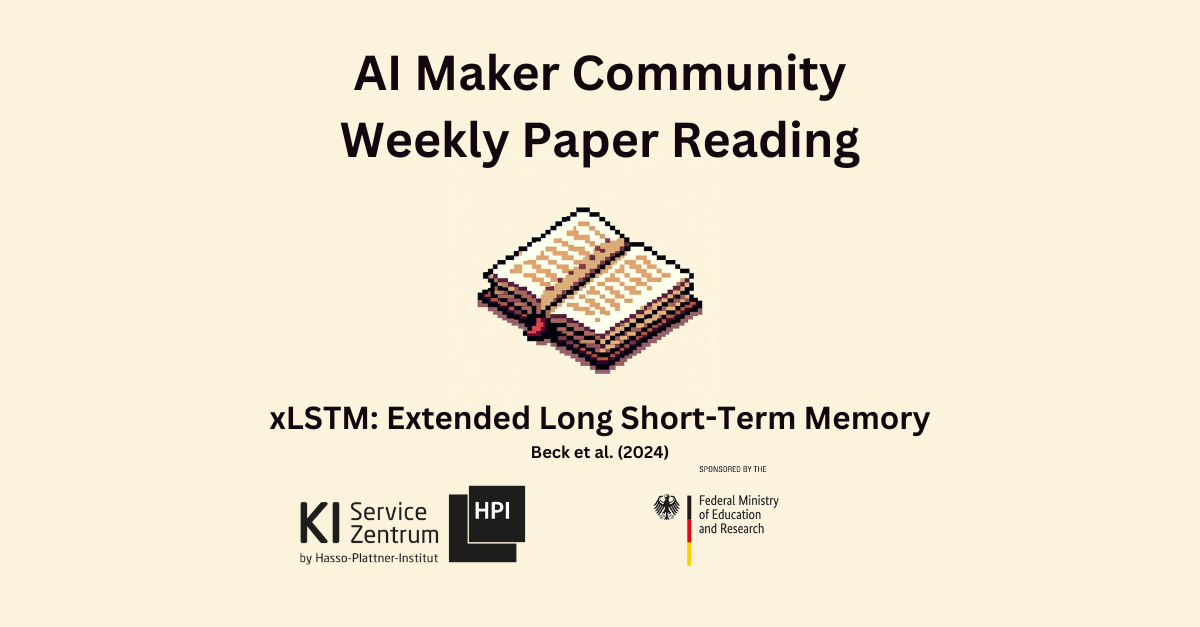 AI Maker Community
Weekly Paper Reading
xLSTM: Extended Long Short-Term Memory
Beck et al. (2024)
SPONSORED BY THE
KI Service
Zentrum
by Hasso-Plattner-Institut
HPI
Federal Ministry
of Education
and Research